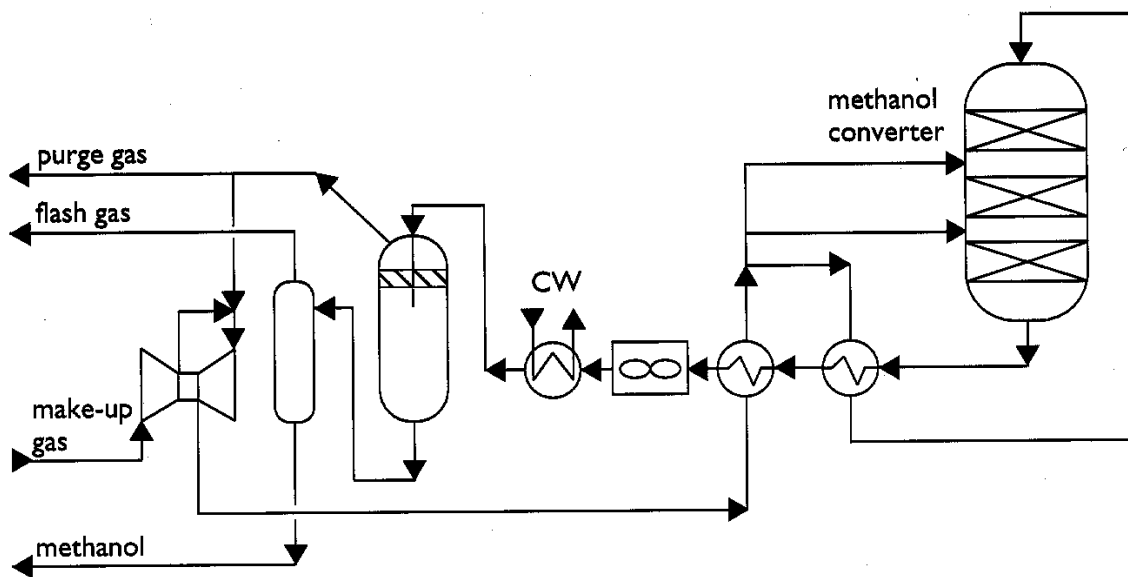 methanol
converter
purge gas
flash gas
CW
make-up
gas
methanol